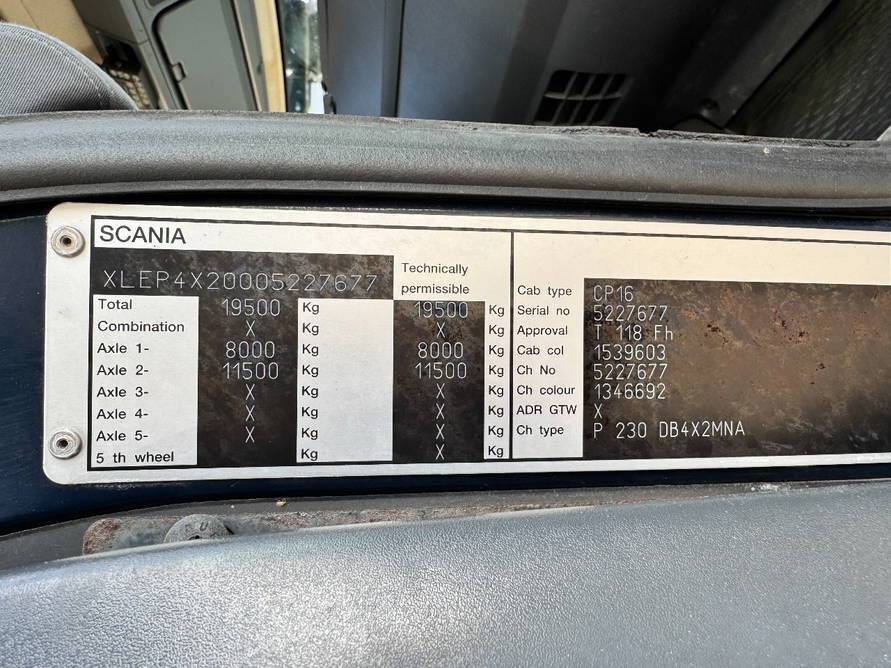 SCANIA
XLEP4X20005227677
Technically
permissible
Total 19500 Kg 19500 Kg
Combination X Kg X Kg
Axle 1- 8000 Kg 8000 Kg
Axle 2- 11500 Kg 11500 Kg
Axle 3- X Kg X Kg
Axle 4- X Kg X Kg
Axle 5- X Kg X Kg
5 th wheel Kg X Kg
Cab type CP16
Serial no 5227677
Approval T 118 Fh
Cab col 1539603
Ch No 5227677
Ch colour 1346692
ADR GTW X
Ch type P 230 DB4X2MNA